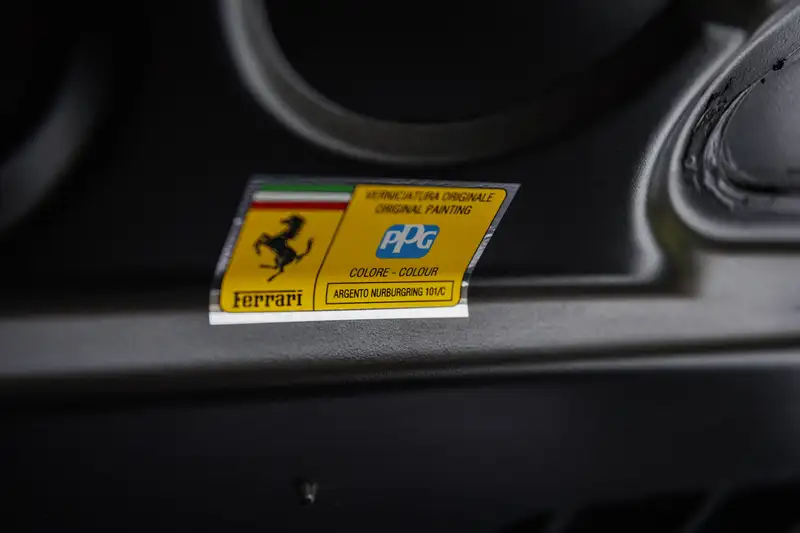 VERNICIATURA ORIGINALE
ORIGINAL PAINTING
PPG
COLORE - COLOUR
ARGENTO NURBURGRING 101/C
Ferrari